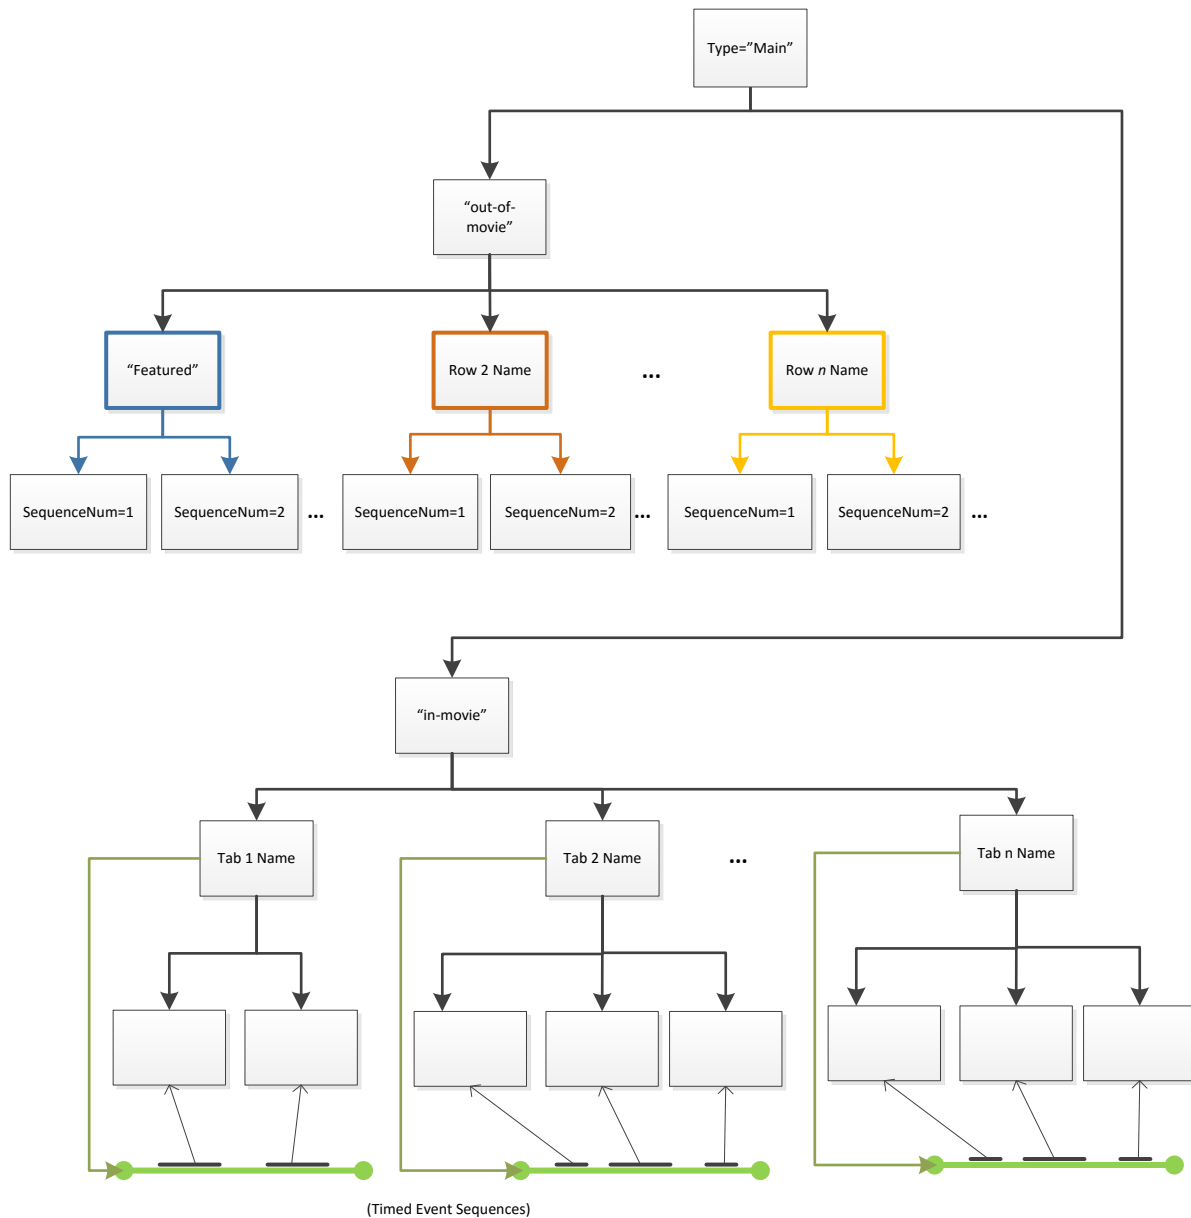 Type=”Main”
“out-of-
movie”
“Featured”
Row 2 Name
...
Row n Name
SequenceNum=1
SequenceNum=2
...
SequenceNum=1
SequenceNum=2
...
SequenceNum=1
SequenceNum=2
...
“in-movie”
Tab 1 Name
Tab 2 Name
...
Tab n Name
(Timed Event Sequences)